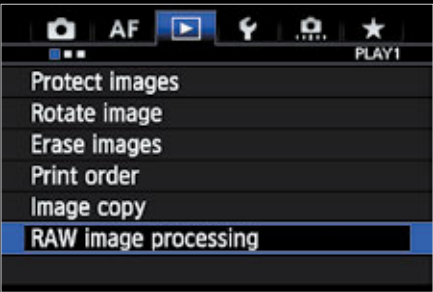 AF
PLAY1
Protect images
Rotate image
Erase images
Print order
Image copy
RAW image processing